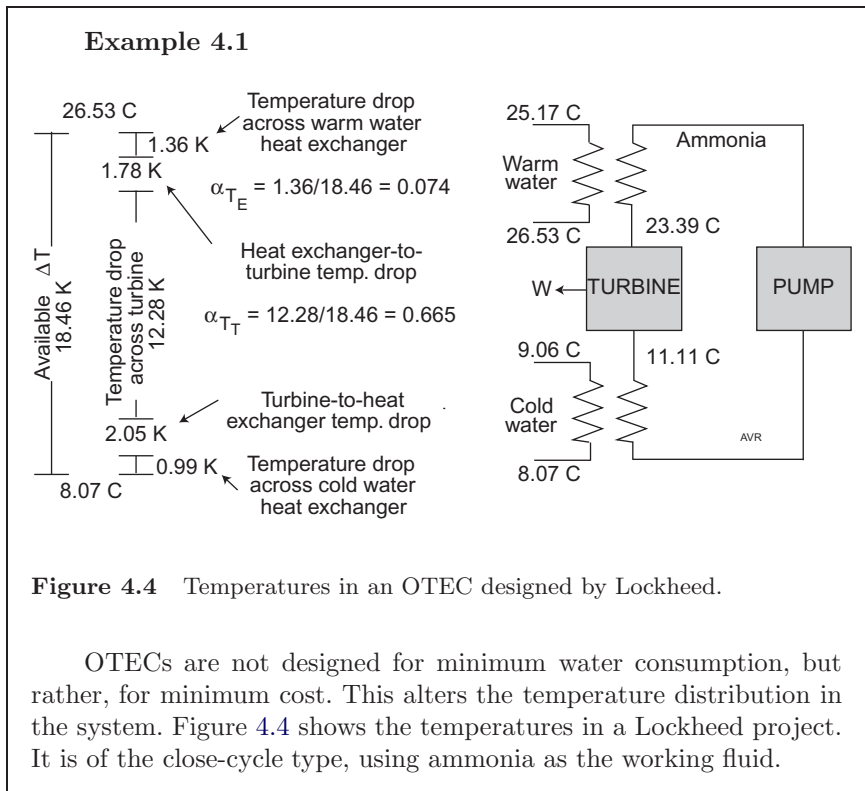 Example 4.1
26.53 C
1.36 K
1.78 K
Temperature drop
across warm water
heat exchanger
αTE = 1.36/18.46 = 0.074
Available ΔT
18.46 K
Temperature drop
across turbine
12.28 K
Heat exchanger-to-
turbine temp. drop
αTT = 12.28/18.46 = 0.665
Turbine-to-heat
exchanger temp. drop
2.05 K
0.99 K
8.07 C
Temperature drop
across cold water
heat exchanger
25.17 C
Ammonia
Warm
water
26.53 C
23.39 C
W
TURBINE
PUMP
9.06 C
11.11 C
Cold
water
AVR
8.07 C
Figure 4.4 Temperatures in an OTEC designed by Lockheed.
OTECs are not designed for minimum water consumption, but
rather, for minimum cost. This alters the temperature distribution in
the system. Figure 4.4 shows the temperatures in a Lockheed project.
It is of the close-cycle type, using ammonia as the working fluid.